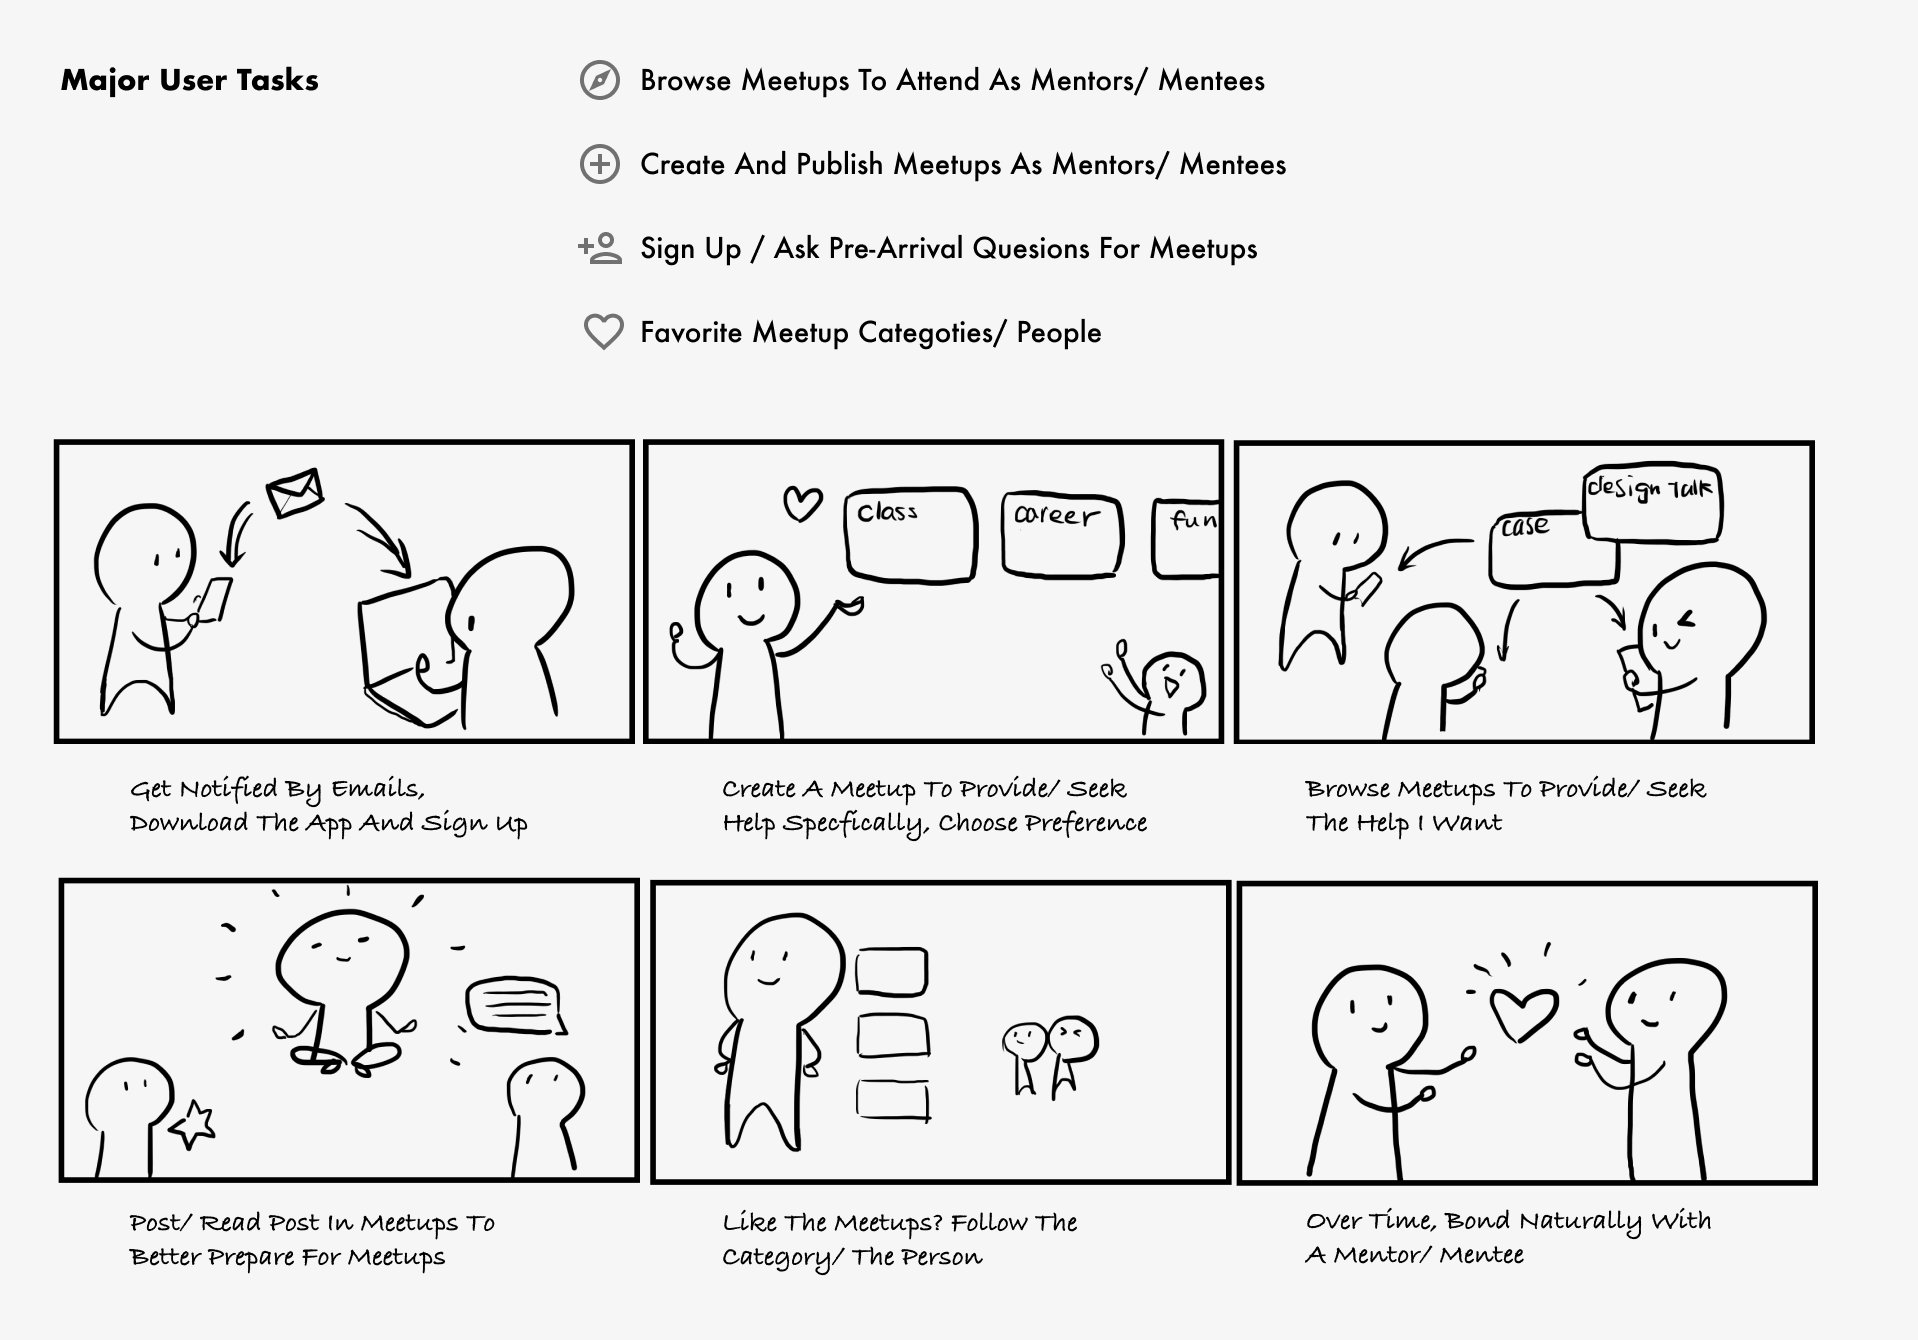 Major User Tasks
Browse Meetups To Attend As Mentors/ Mentees
Create And Publish Meetups As Mentors/ Mentees
Sign Up / Ask Pre-Arrival Quesions For Meetups
Favorite Meetup Categoties/ People
class
career
fun
design Talk
case
Get Notified By Emails,
Download The App And Sign Up
Create A Meetup To Provide/ Seek
Help Specfically, Choose Preference
Browse Meetups To Provide/ Seek
The Help I Want
Post/ Read Post In Meetups To
Better Prepare For Meetups
Like The Meetups? Follow The
Category/ The Person
Over Time, Bond Naturally With
A Mentor/ Mentee